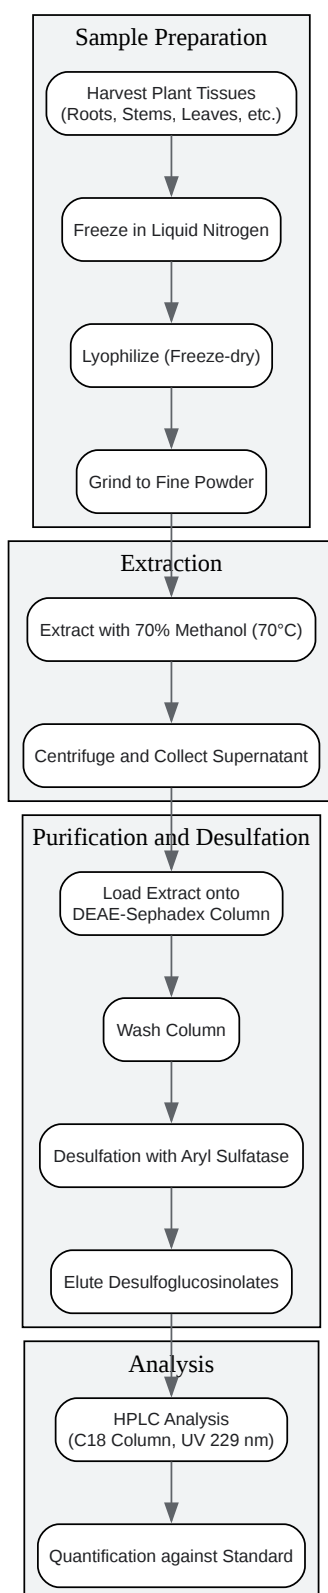 Sample Preparation
Harvest Plant Tissues
(Roots, Stems, Leaves, etc.)
Freeze in Liquid Nitrogen
Lyophilize (Freeze-dry)
Grind to Fine Powder
Extraction
Extract with 70% Methanol (70°C)
Centrifuge and Collect Supernatant
Purification and Desulfation
Load Extract onto
DEAE-Sephadex Column
Wash Column
Desulfation with Aryl Sulfatase
Elute Desulfoglucosinolates
Analysis
HPLC Analysis
(C18 Column, UV 229 nm)
Quantification against Standard